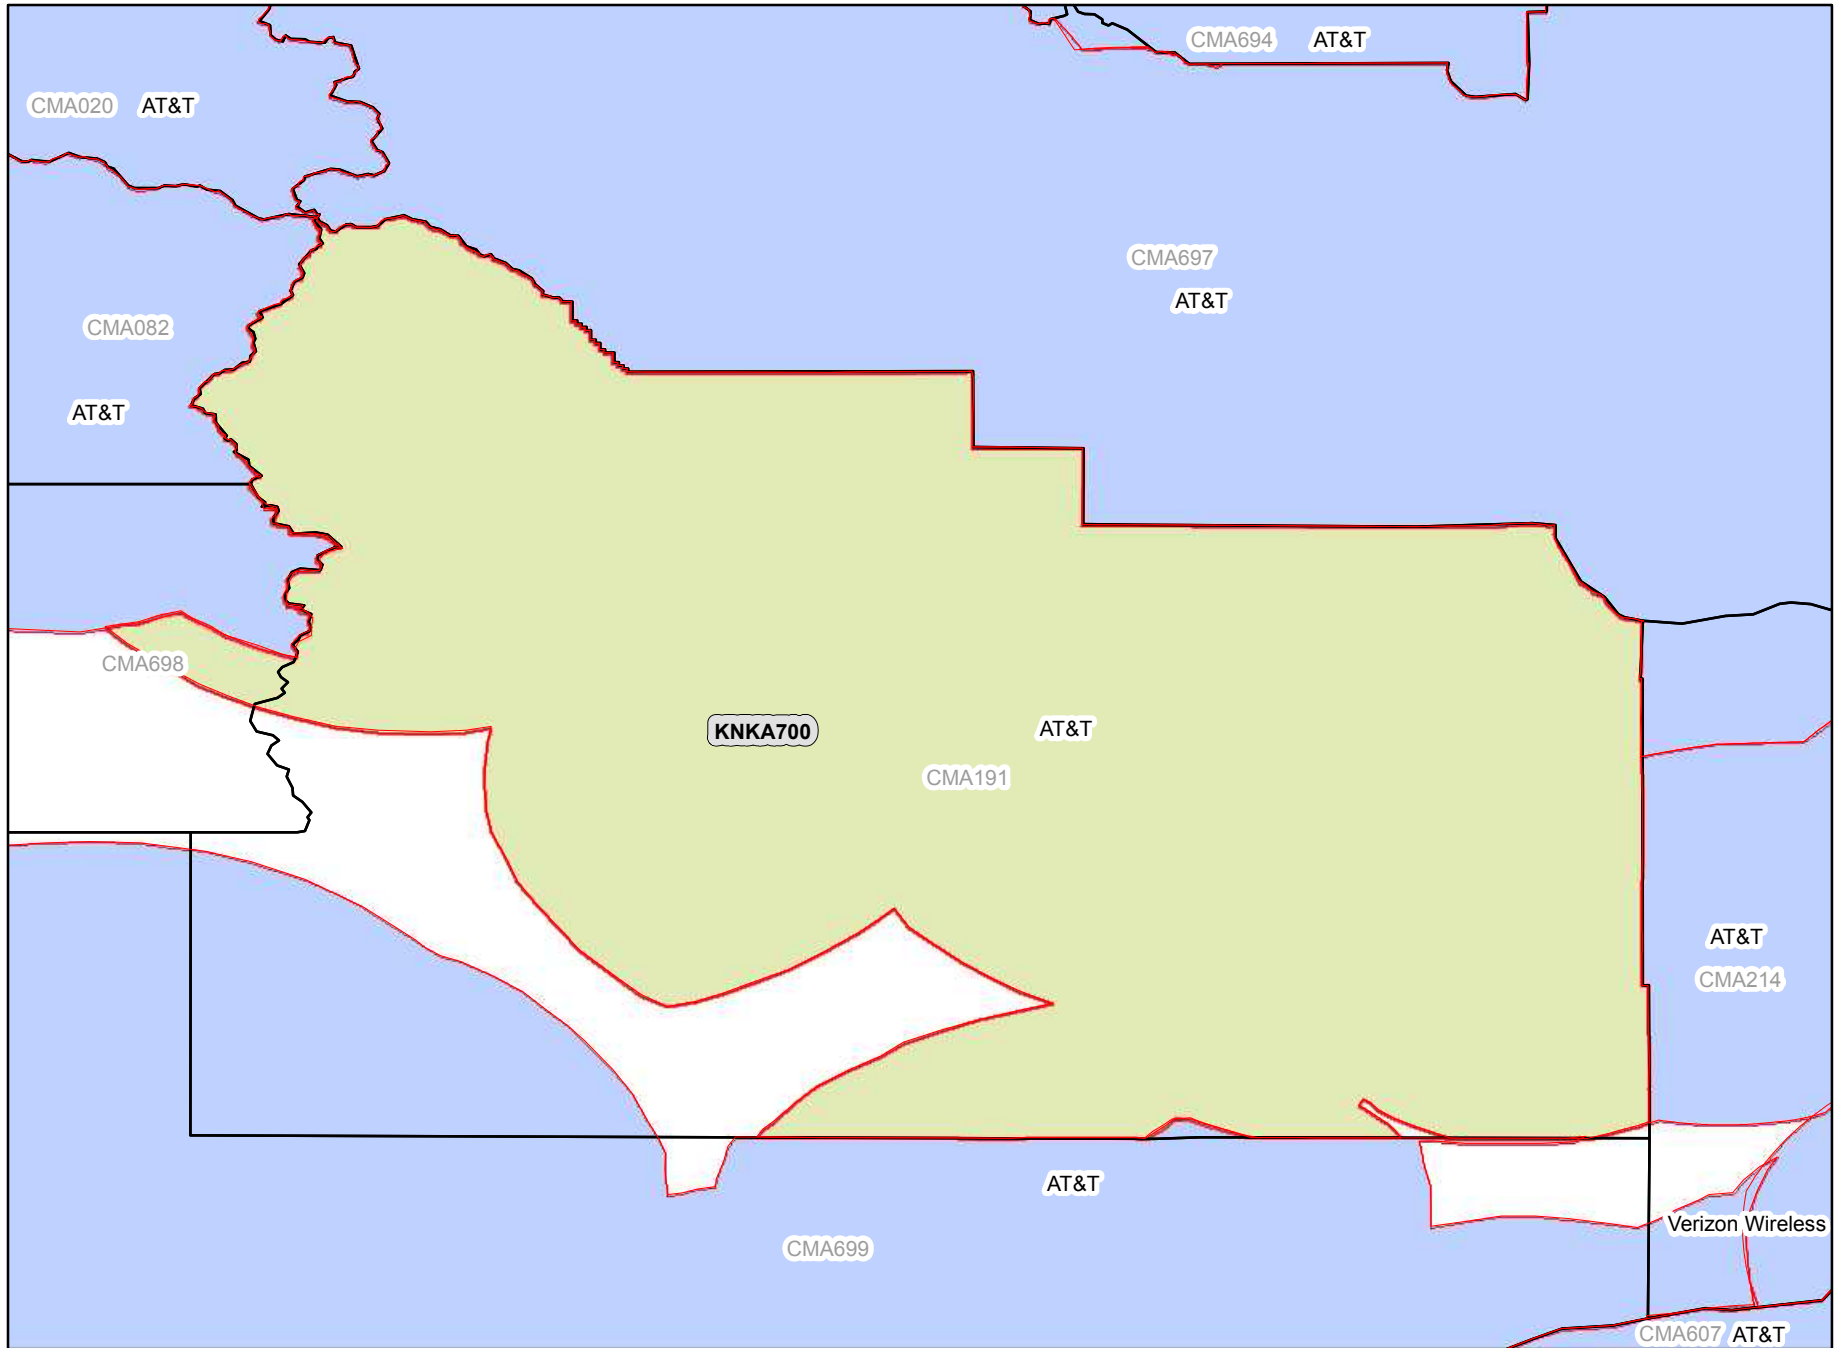 CMA694 AT&T
CMA020 AT&T
CMA697
AT&T
CMA082
AT&T
CMA698
KNKA700
AT&T
CMA191
AT&T
CMA214
AT&T
Verizon Wireless
CMA699
CMA607 AT&T